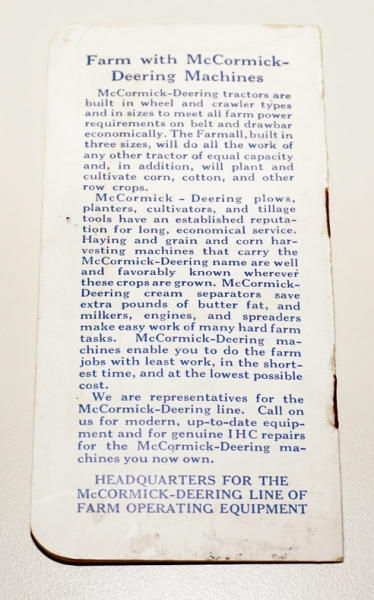 Farm with McCormick-
Deering Machines
McCormick-Deering tractors are
built in wheel and crawler types
and in sizes to meet all farm power
requirements on belt and drawbar
economically. The Farmall, built in
three sizes, will do all the work of
any other tractor of equal capacity
and, in addition, will plant and
cultivate corn, cotton, and other
row crops.
McCormick - Deering plows,
planters, cultivators, and tillage
tools have an established reputa-
tion for long, economical service.
Haying and grain and corn har-
vesting machines that carry the
McCormick-Deering name are well
and favorably known wherever
these crops are grown. McCormick-
Deering cream separators save
extra pounds of butter fat, and
milkers, engines, and spreaders
make easy work of many hard farm
tasks. McCormick-Deering ma-
chines enable you to do the farm
jobs with least work, in the short-
est time, and at the lowest possible
cost.
We are representatives for the
McCormick-Deering line. Call on
us for modern, up-to-date equip-
ment and for genuine IHC repairs
for the McCormick-Deering ma-
chines you now own.
HEADQUARTERS FOR THE
McCORMICK-DEERING LINE OF
FARM OPERATING EQUIPMENT